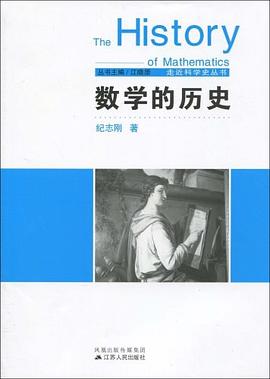 The History
of Mathematics
丛书主编/江晓原 走近科学史丛书
数学的历史
纪志刚 著
凤凰出版传媒集团
江苏人民出版社